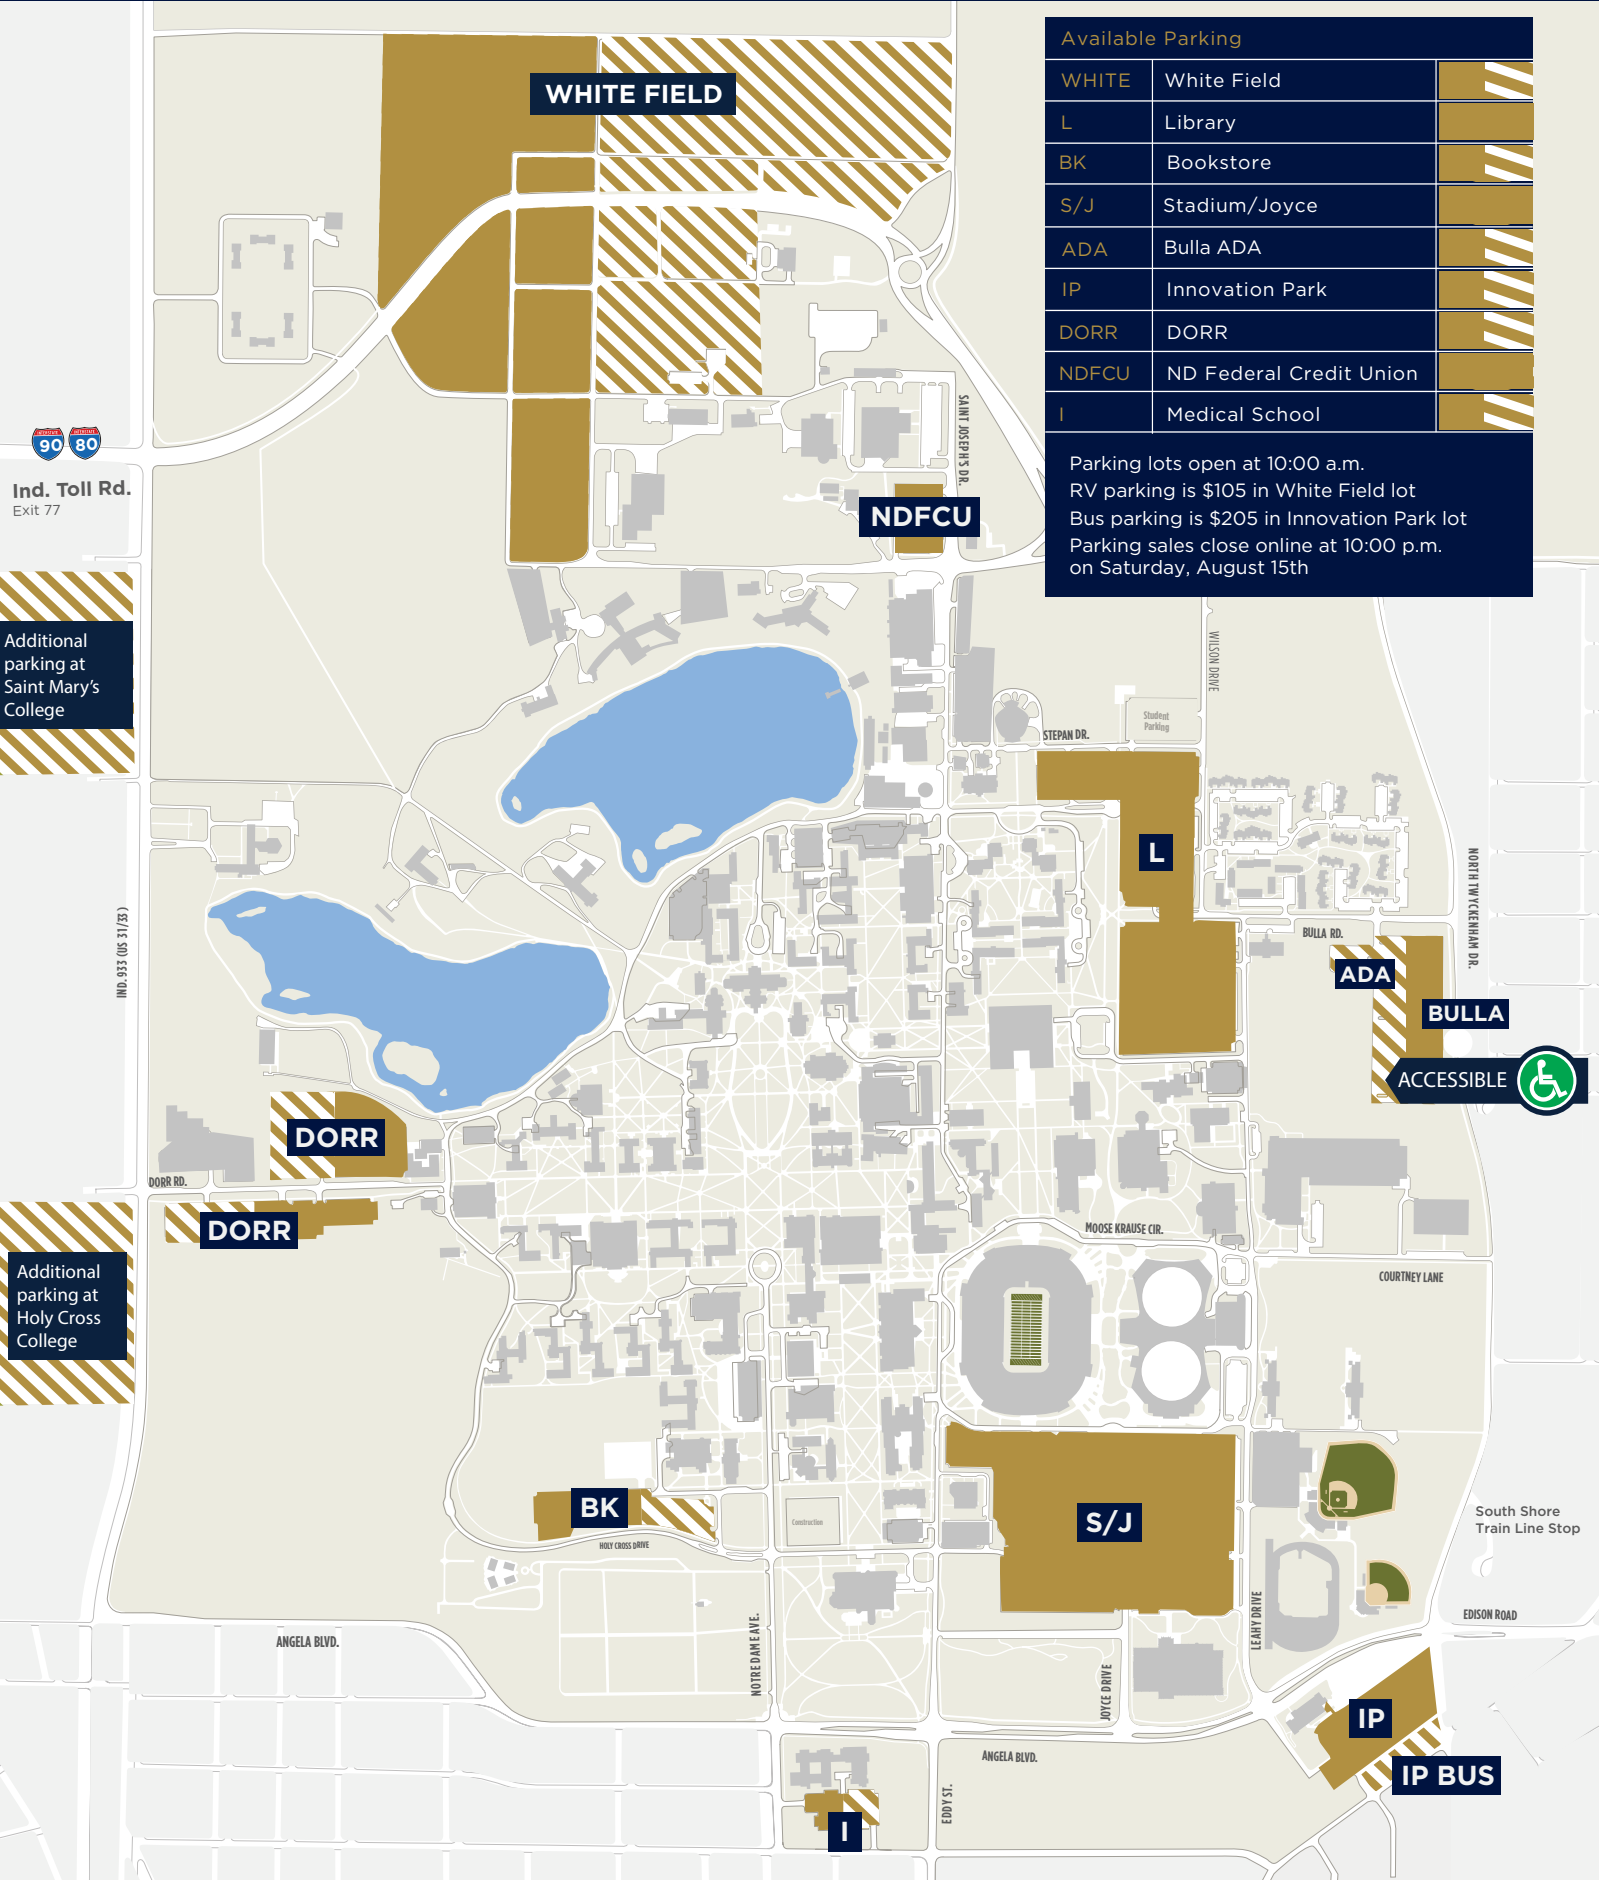 Available Parking
WHITE White Field
L Library
BK Bookstore
S/J Stadium/Joyce
ADA Bulla ADA
IP Innovation Park
DORR DORR
NDFCU ND Federal Credit Union
I Medical School
Parking lots open at 10:00 a.m.
RV parking is $105 in White Field lot
Bus parking is $205 in Innovation Park lot
Parking sales close online at 10:00 p.m.
on Saturday, August 15th
WHITE FIELD
INTERSTATE
90
INTERSTATE
80
Ind. Toll Rd.
Exit 77
SAINT JOSEPH'S DR.
NDFCU
Additional
parking at
Saint Mary's
College
WILSON DRIVE
Student
Parking
STEPAN DR.
L
NORTH TWYCKENHAM DR.
IND. 933 (US 31/33)
BULLA RD.
ADA
BULLA
ACCESSIBLE
DORR
DORR RD.
DORR
MOOSE KRAUSE CIR.
COURTNEY LANE
Additional
parking at
Holy Cross
College
BK
HOLY CROSS DRIVE
Construction
S/J
South Shore
Train Line Stop
LEAHY DRIVE
EDISON ROAD
ANGELA BLVD.
NOTRE DAME AVE.
JOYCE DRIVE
IP
IP BUS
ANGELA BLVD.
EDDY ST.
I